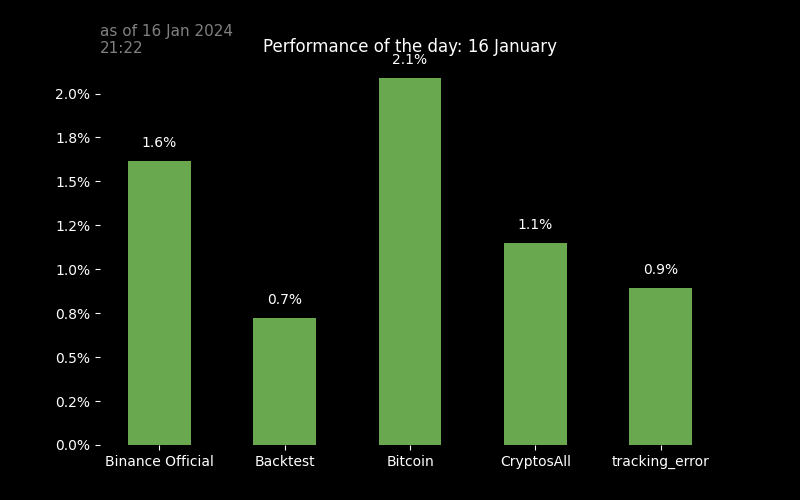 as of 16 Jan 2024
21:22
Performance of the day: 16 January
2.1%
2.0%
1.8%
1.6%
1.5%
1.2%
1.1%
1.0%
0.9%
0.8%
0.7%
0.5%
0.2%
0.0%
Binance Official
Backtest
Bitcoin
CryptosAll
tracking_error